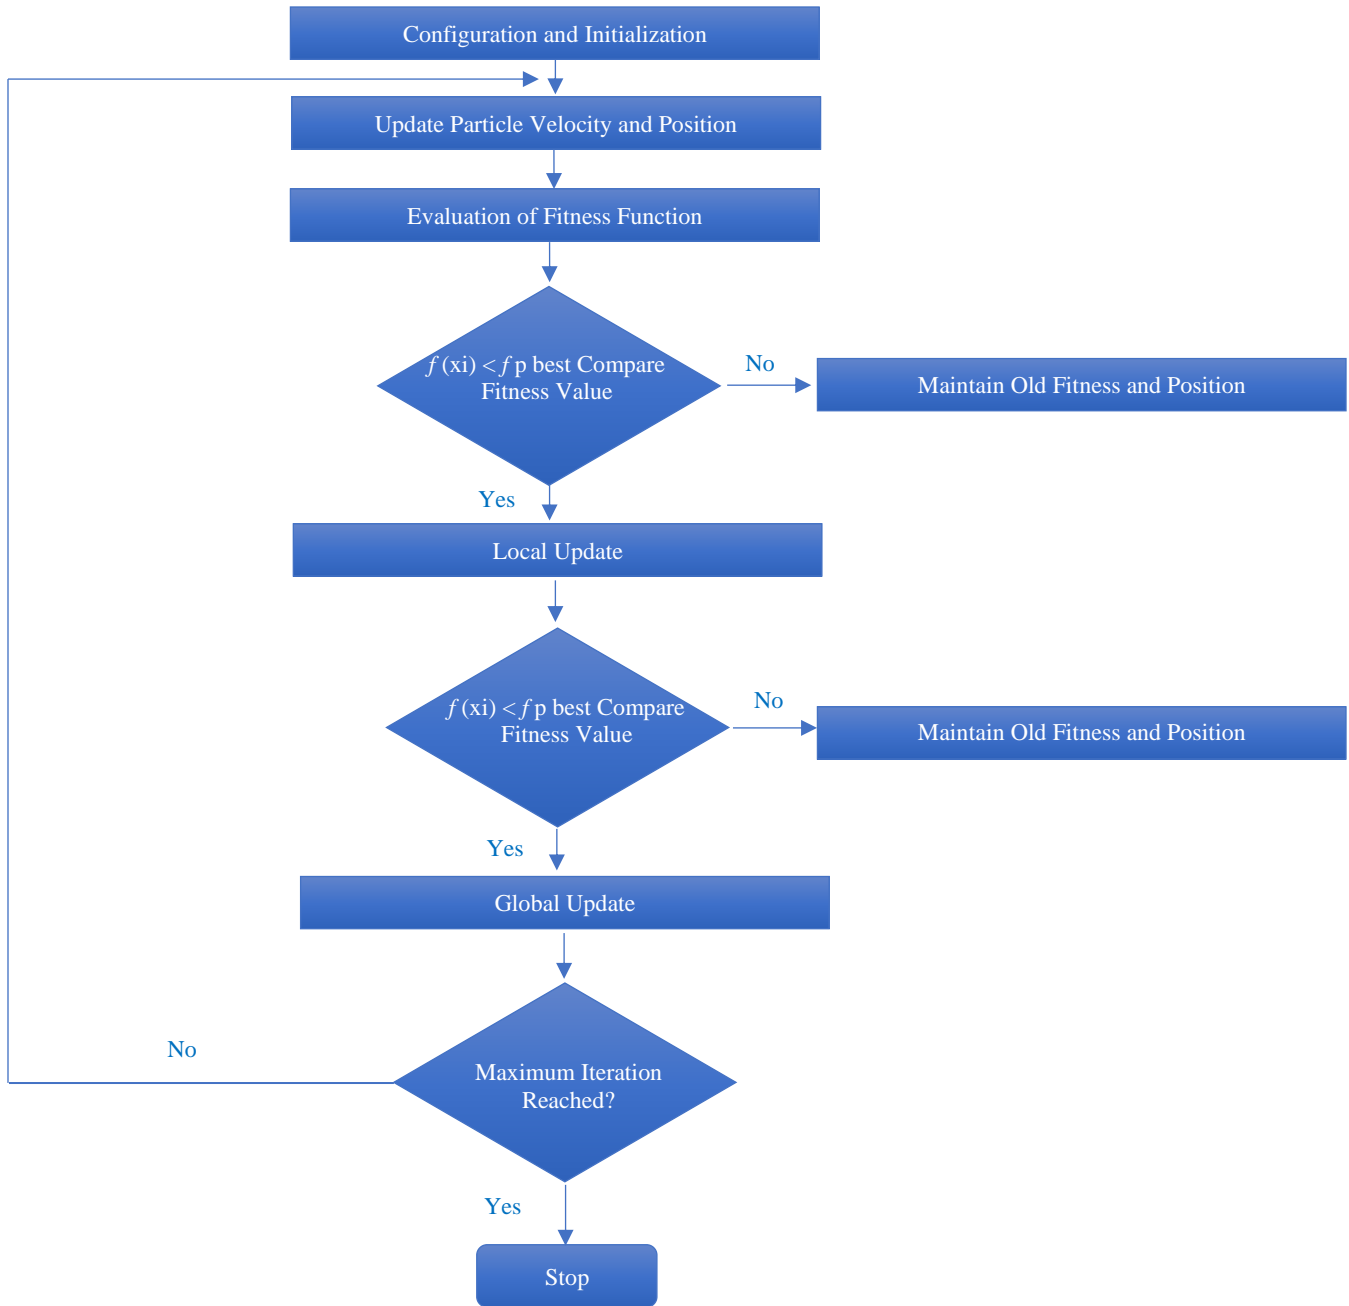 Configuration and Initialization
Update Particle Velocity and Position
Evaluation of Fitness Function
f (xi) < f p best Compare
Fitness Value
No
Maintain Old Fitness and Position
Yes
Local Update
f (xi) < f p best Compare
Fitness Value
No
Maintain Old Fitness and Position
Yes
Global Update
No
Maximum Iteration
Reached?
Yes
Stop